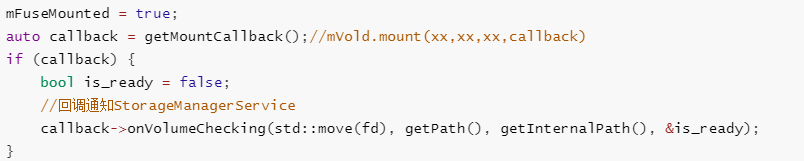 mFuseMounted = true;
auto callback = getMountCallback();//mVold.mount(xx,xx,xx,callback)
if (callback) {
    bool is_ready = false;
    //回调通知StorageManagerService
    callback->onVolumeChecking(std::move(fd), getPath(), getInternalPath(), &is_ready);
}